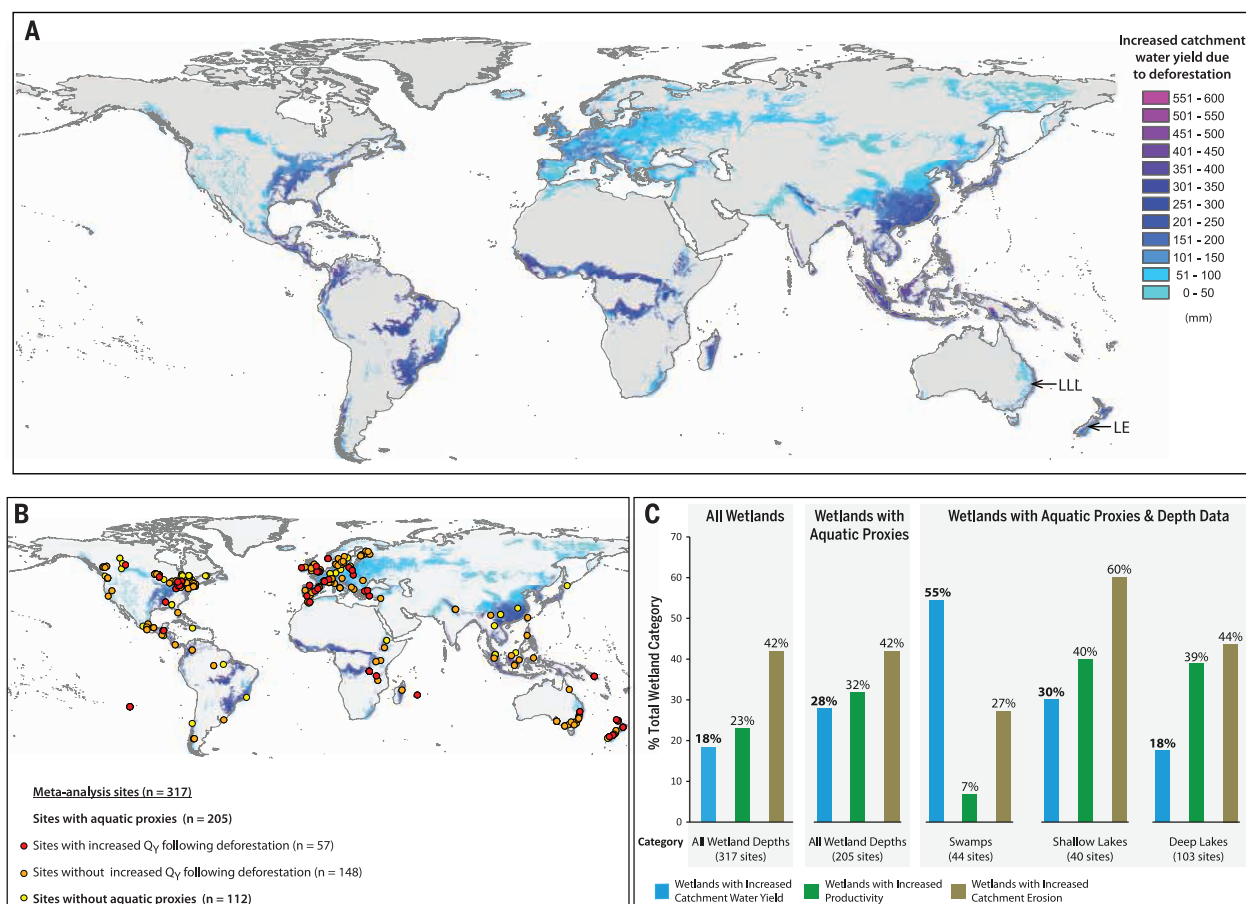 A
Increased catchment
water yield due
to deforestation
551 - 600
501 - 550
451 - 500
401 - 450
351 - 400
301 - 350
251 - 300
201 - 250
151 - 200
101 - 150
51 - 100
0 - 50
(mm)
LLL
LE
B
Meta-analysis sites (n = 317)
Sites with aquatic proxies (n = 205)
Sites with increased QY following deforestation (n = 57)
Sites without increased QY following deforestation (n = 148)
Sites without aquatic proxies (n = 112)
C
All Wetlands
Wetlands with
Aquatic Proxies
Wetlands with Aquatic Proxies & Depth Data
% Total Wetland Category
70
60
50
40
30
20
10
0
18%
23%
42%
28%
32%
42%
55%
7%
27%
30%
40%
60%
18%
39%
44%
Category
All Wetland Depths
(317 sites)
All Wetland Depths
(205 sites)
Swamps
(44 sites)
Shallow Lakes
(40 sites)
Deep Lakes
(103 sites)
Wetlands with Increased
Catchment Water Yield
Wetlands with Increased
Productivity
Wetlands with Increased
Catchment Erosion